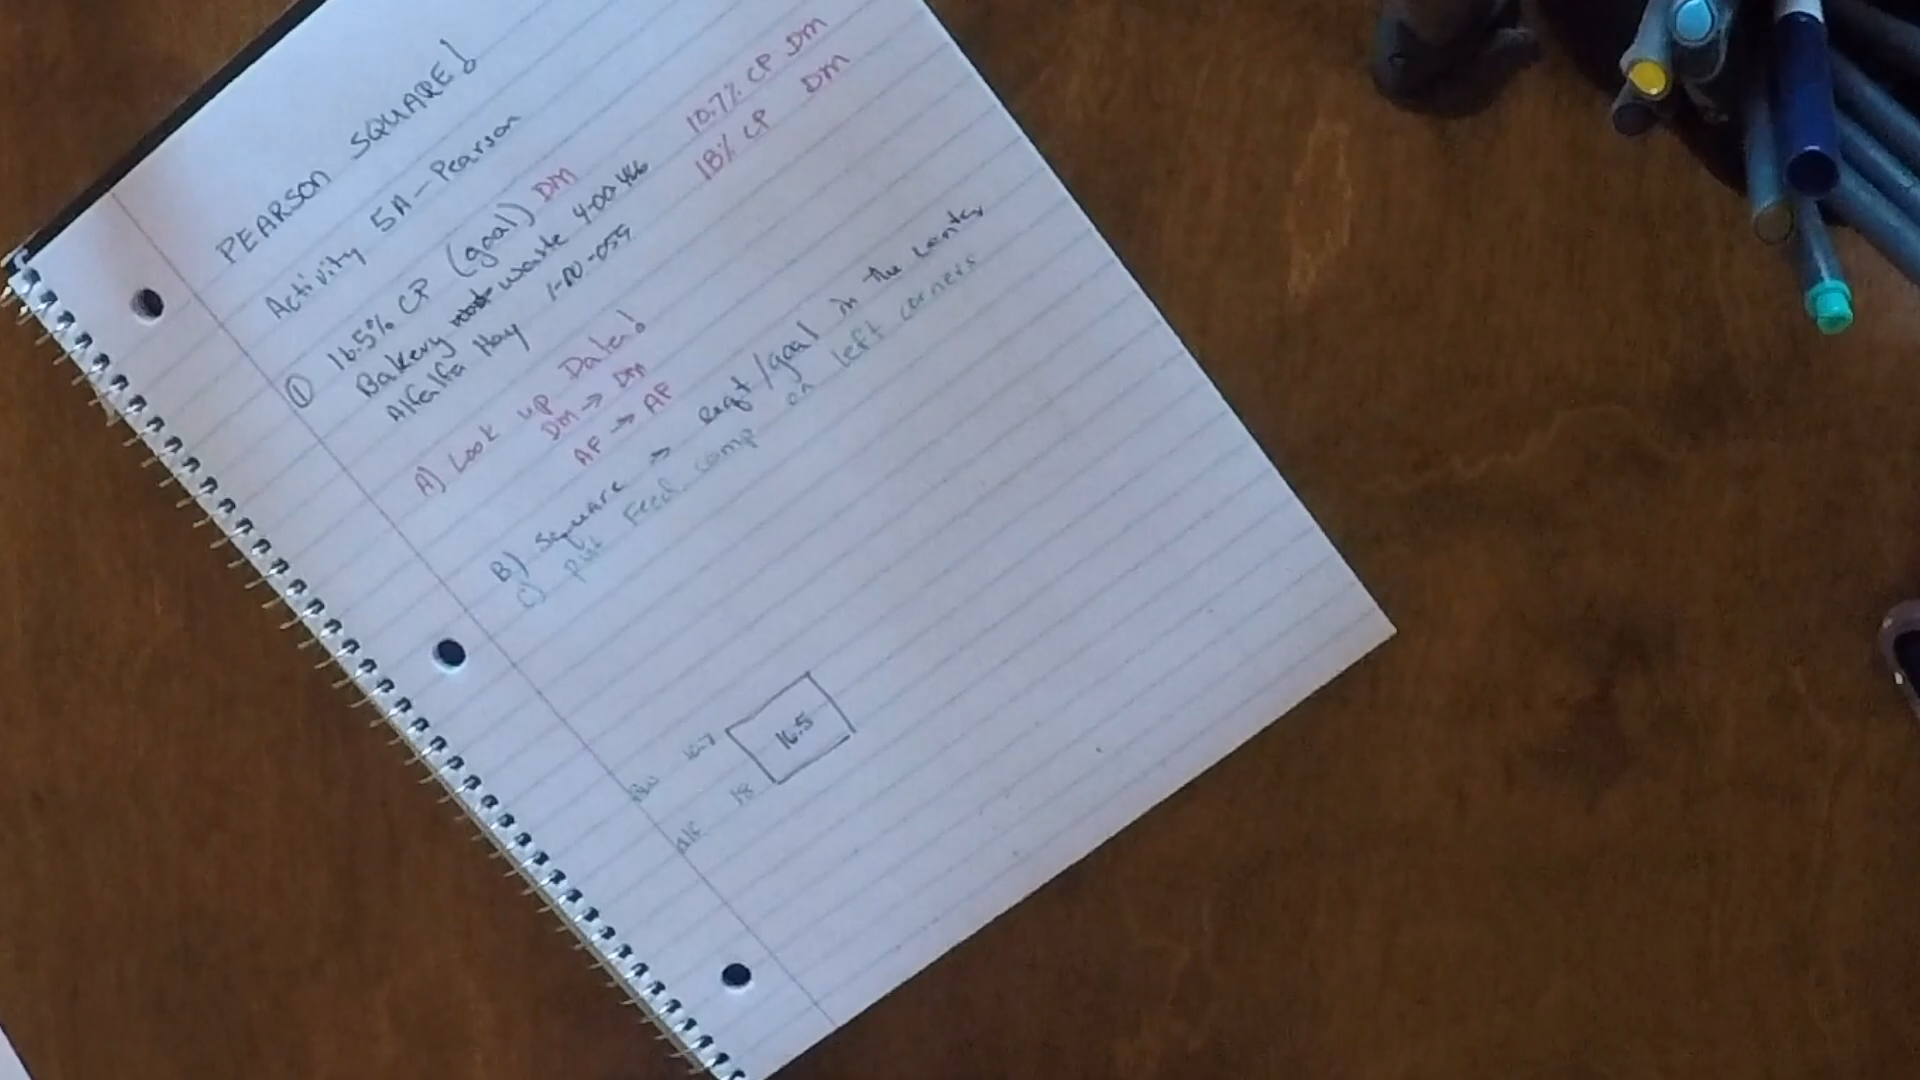 PEARSON SQUARE!
Activity 5A - Pearson
① 16.5% CP (goal) DM
Bakery waste 4-00-466 10.7% CP DM
Alfalfa Hay 1-00-059 18% CP DM
A) Look up Data!
DM → DM
AF → AF
B) Square → reqt/goal in the center
C) put Feed comp on left corners
BW 10.7
16.5
Alf 18